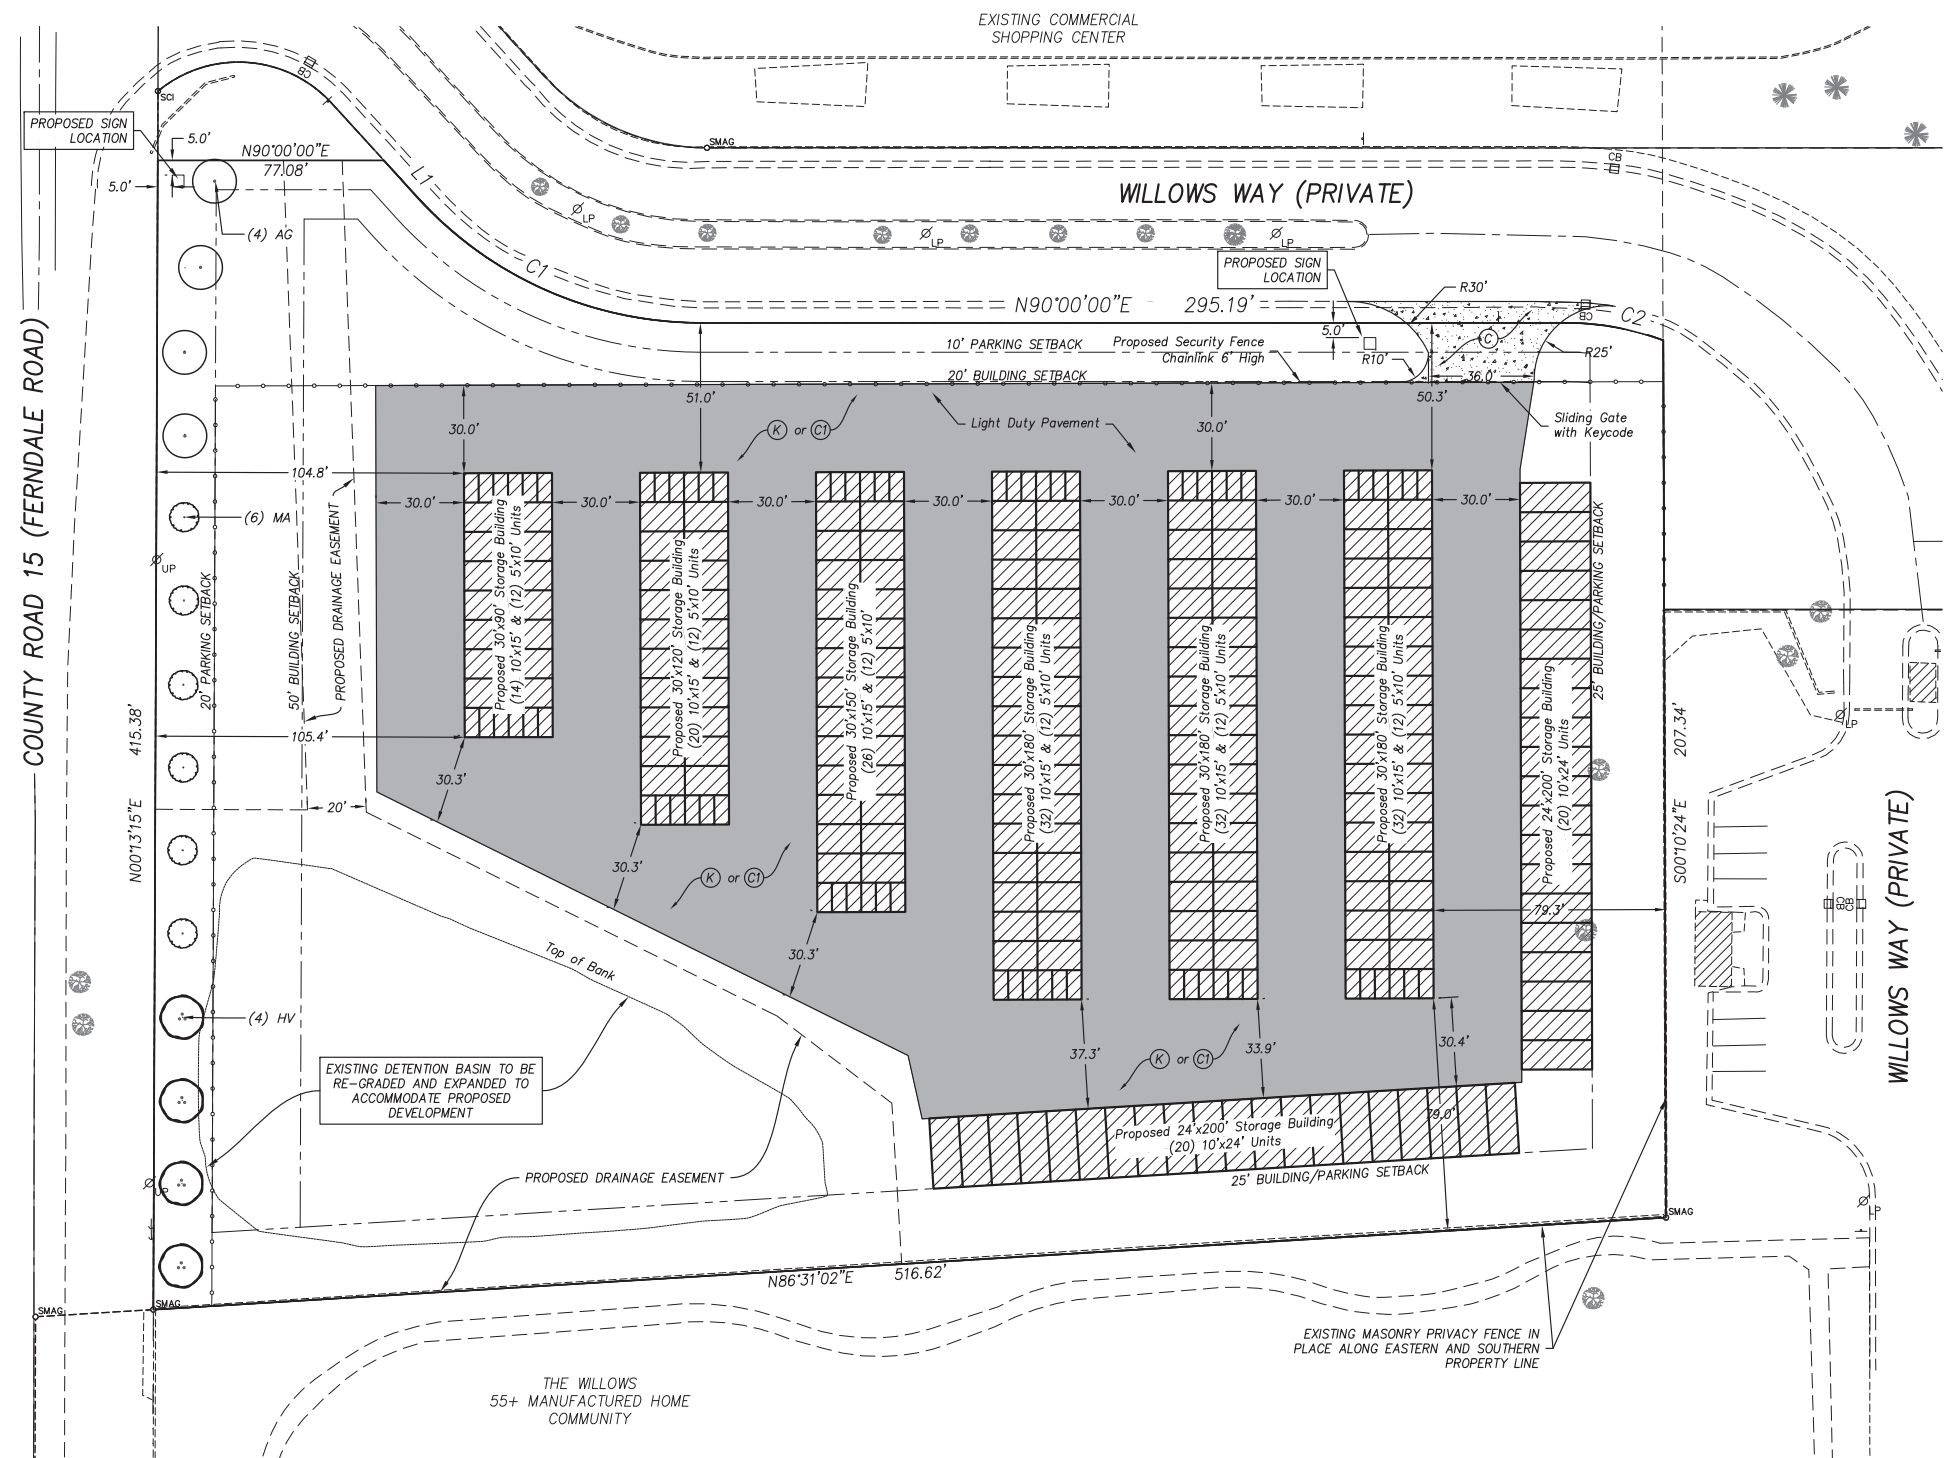 EXISTING COMMERCIAL
SHOPPING CENTER
CB
SCI
PROPOSED SIGN
LOCATION
5.0'
N90°00'00"E
77.08'
5.0'
L1
SMAG
CB
WILLOWS WAY (PRIVATE)
LP
LP
LP
(4) AG
C1
PROPOSED SIGN
LOCATION
N90°00'00"E 295.19'
R30'
CB
C2
5.0'
C
R25'
10' PARKING SETBACK
Proposed Security Fence
Chainlink 6' High
R10'
20' BUILDING SETBACK
36.0'
51.0'
50.3'
30.0'
K or C1
Light Duty Pavement
30.0'
Sliding Gate
with Keycode
COUNTY ROAD 15 (FERNDALE ROAD)
104.8'
30.0'
30.0'
30.0'
30.0'
30.0'
30.0'
30.0'
(6) MA
UP
20' PARKING SETBACK
50' BUILDING SETBACK
PROPOSED DRAINAGE EASEMENT
Proposed 30'x90' Storage Building
(14) 10'x15' & (12) 5'x10' Units
Proposed 30'x120' Storage Building
(20) 10'x15' & (12) 5'x10' Units
Proposed 30'x150' Storage Building
(26) 10'x15' & (12) 5'x10'
Proposed 30'x180' Storage Building
(32) 10'x15' & (12) 5'x10' Units
Proposed 30'x180' Storage Building
(32) 10'x15' & (12) 5'x10' Units
Proposed 30'x180' Storage Building
(32) 10'x15' & (12) 5'x10' Units
Proposed 24'x200' Storage Building
(20) 10'x24' Units
25' BUILDING/PARKING SETBACK
N00°13'15"E 415.38'
S00°10'24"E 207.34'
LP
105.4'
30.3'
20'
30.3'
K or C1
30.3'
79.3'
CB
CB
WILLOWS WAY (PRIVATE)
Top of Bank
(4) HV
37.3'
K or C1
33.9'
30.4'
EXISTING DETENTION BASIN TO BE
RE-GRADED AND EXPANDED TO
ACCOMMODATE PROPOSED
DEVELOPMENT
79.0'
Proposed 24'x200' Storage Building
(20) 10'x24' Units
PROPOSED DRAINAGE EASEMENT
25' BUILDING/PARKING SETBACK
UP
LP
SMAG
N86°31'02"E 516.62'
SMAG
SMAG
EXISTING MASONRY PRIVACY FENCE IN
PLACE ALONG EASTERN AND SOUTHERN
PROPERTY LINE
THE WILLOWS
55+ MANUFACTURED HOME
COMMUNITY